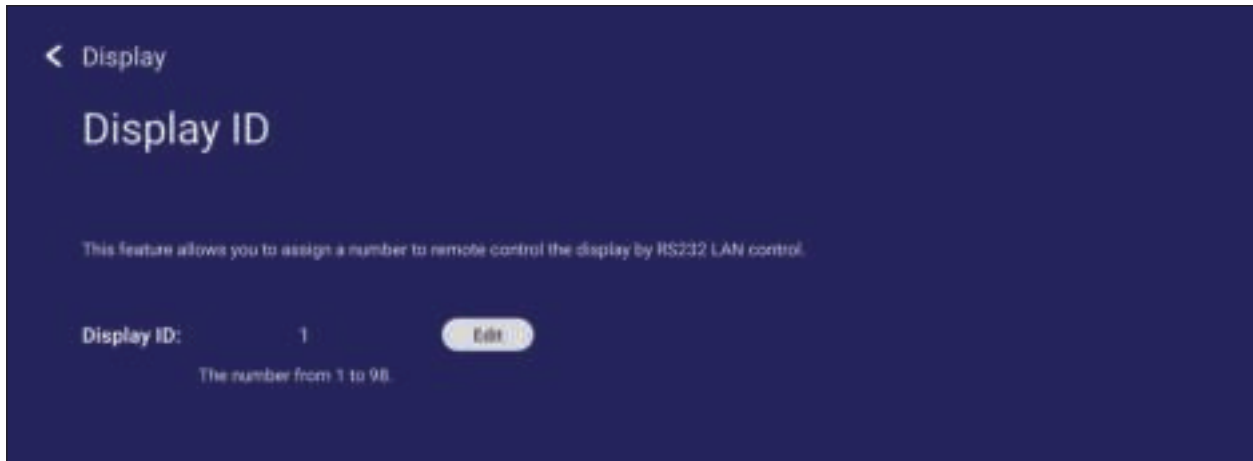 Display
Display ID
This feature allows you to assign a number to remote control the display by RS232 LAN control.
Display ID: 1 Edit
The number from 1 to 98.